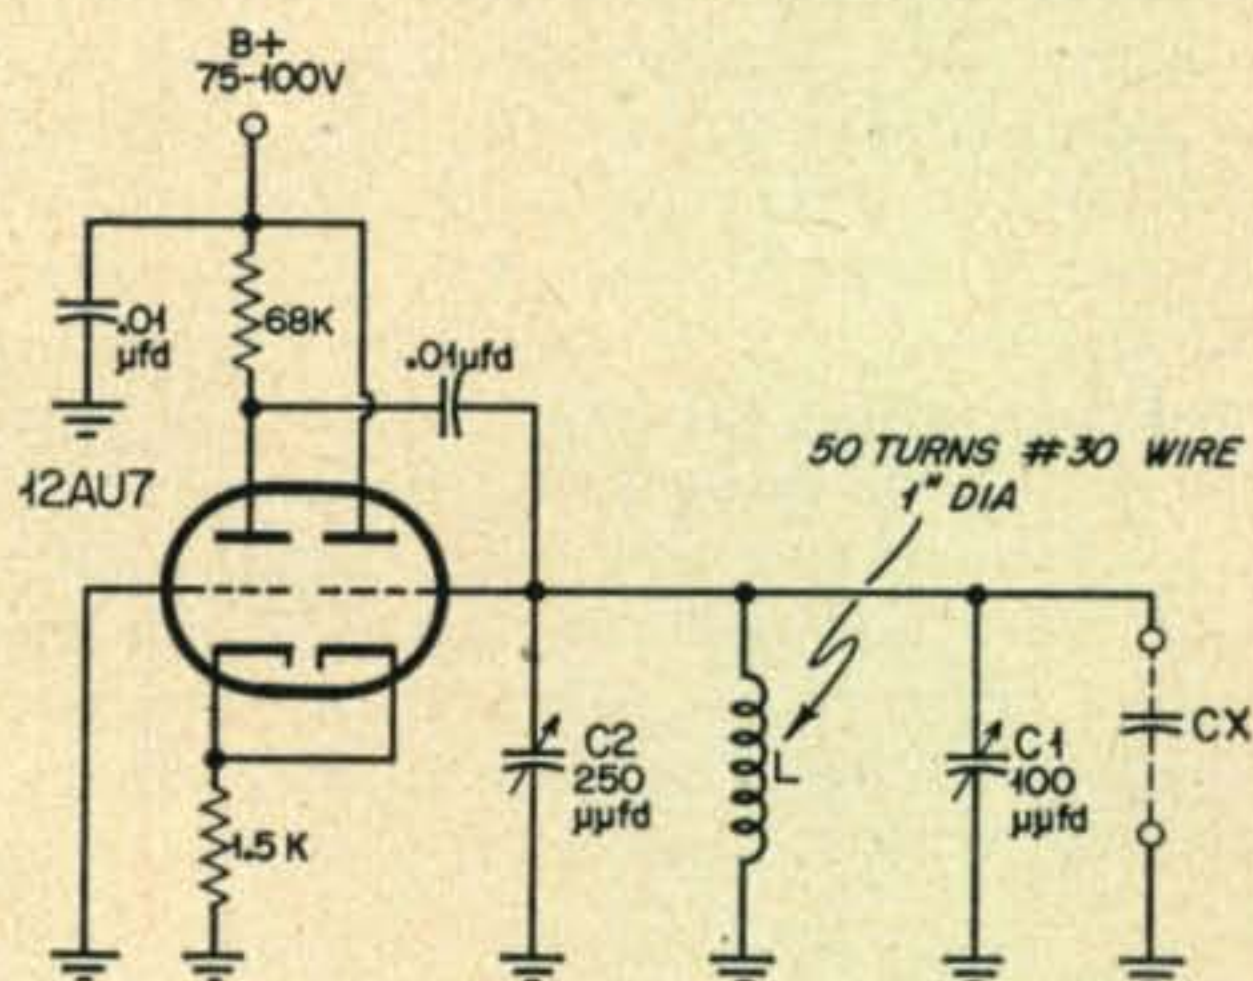 B+
75-100V
68K
.01
µfd
.01µfd
12AU7
50 TURNS #30 WIRE
1" DIA
C2
250
µµfd
L
C1
100
µµfd
CX
1.5K